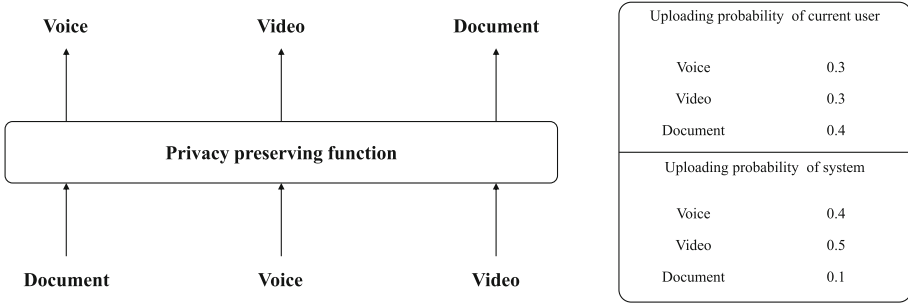 Voice Video Document
Privacy preserving function
Document Voice Video
Uploading probability of current user
Voice 0.3
Video 0.3
Document 0.4
Uploading probability of system
Voice 0.4
Video 0.5
Document 0.1